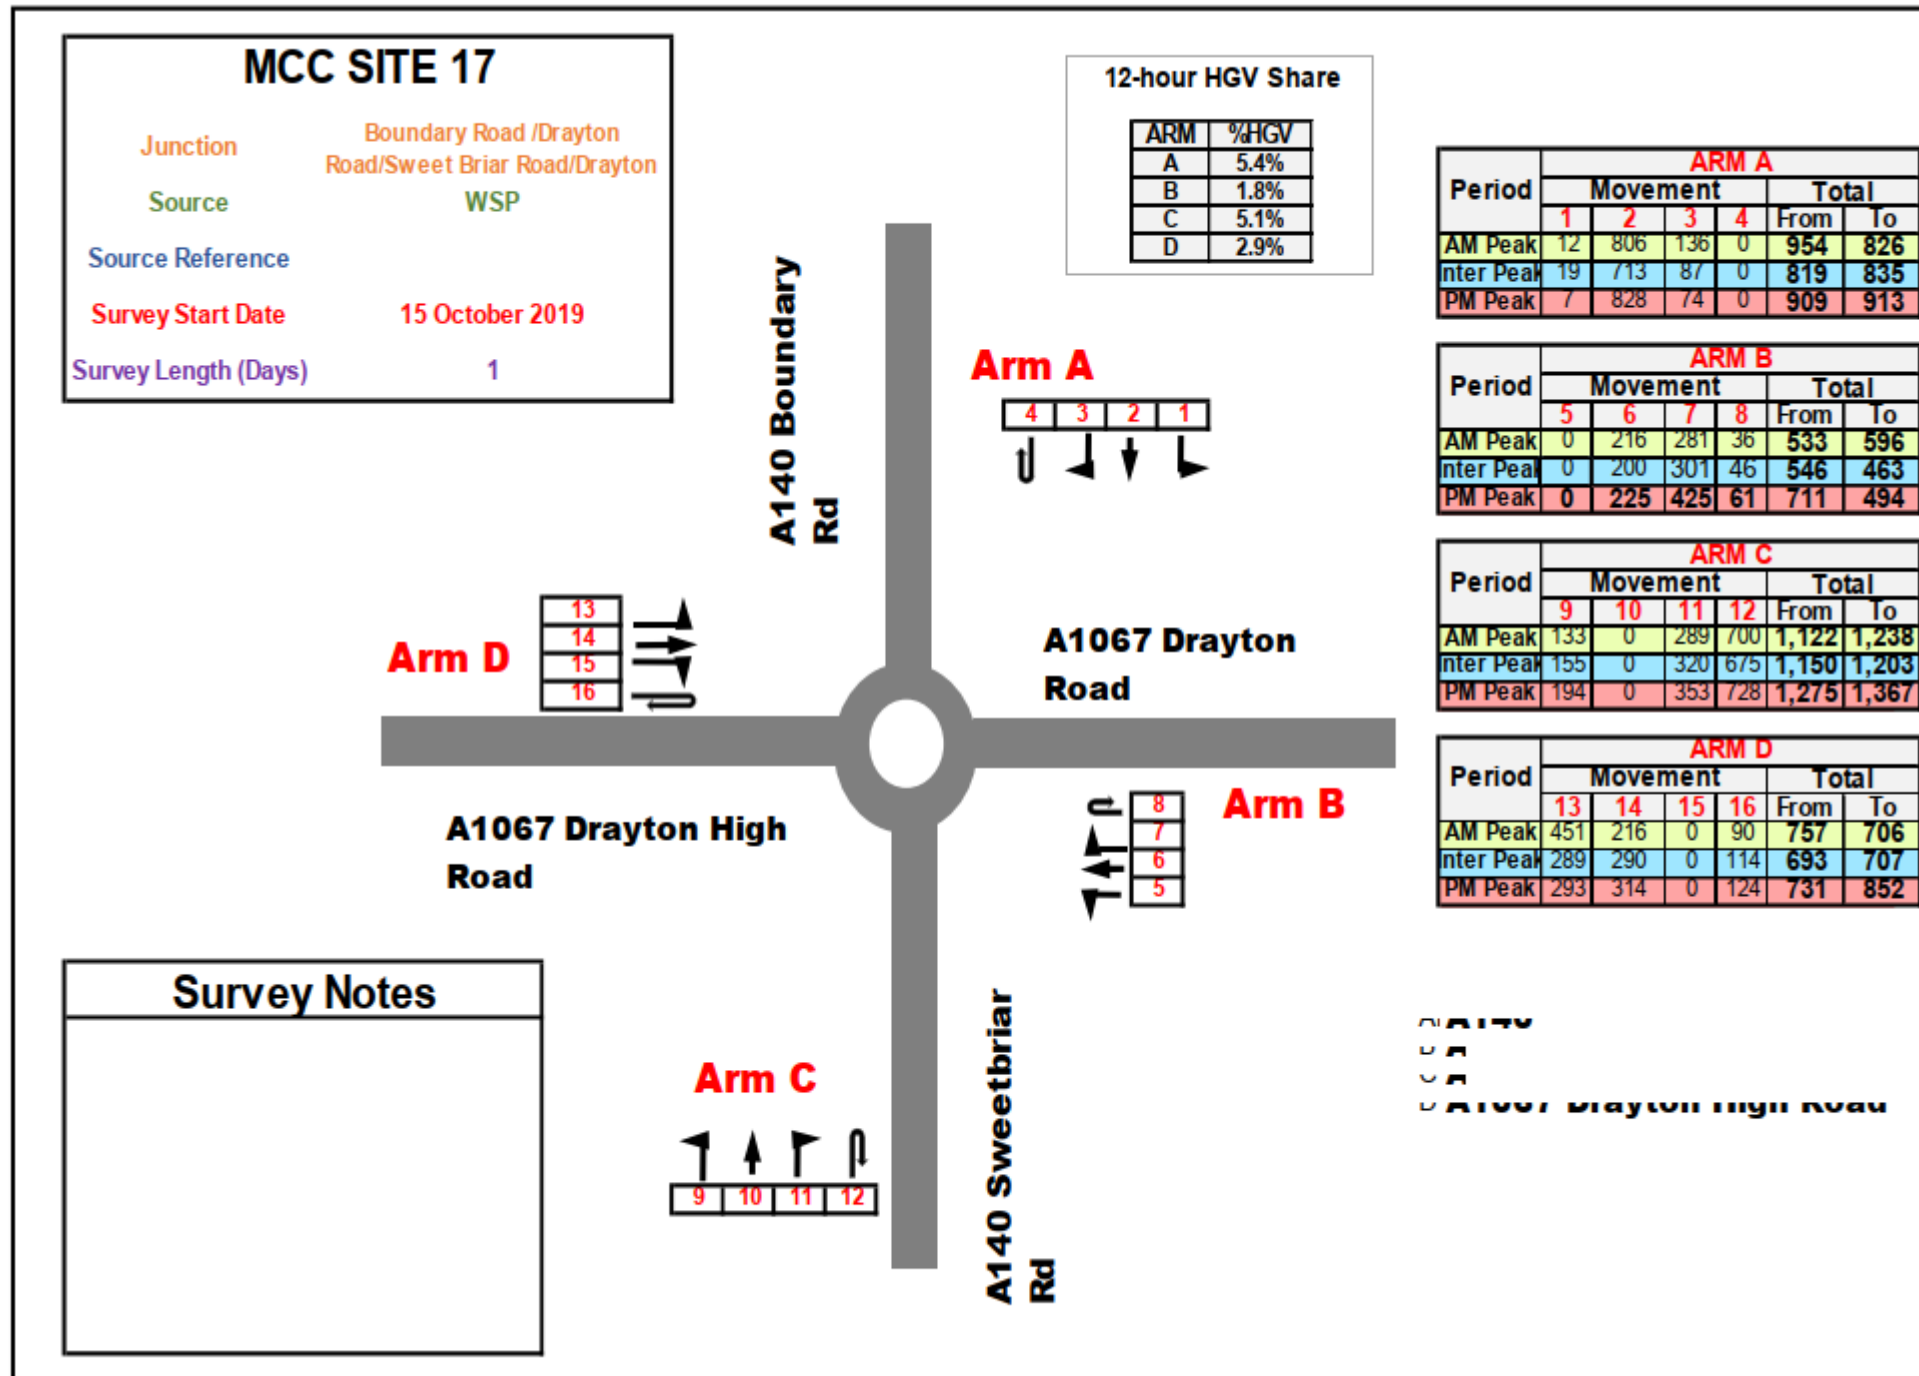 MCC SITE 17
Junction
Boundary Road /Drayton
Road/Sweet Briar Road/Drayton
Source WSP
Source Reference
Survey Start Date 15 October 2019
Survey Length (Days) 1
12-hour HGV Share
ARM %HGV
A 5.4%
B 1.8%
C 5.1%
D 2.9%
ARM A
Period Movement Total
1 2 3 4 From To
AM Peak 12 806 136 0 954 826
Inter Peak 19 713 87 0 819 835
PM Peak 7 828 74 0 909 913
ARM B
Period Movement Total
5 6 7 8 From To
AM Peak 0 216 281 36 533 596
Inter Peak 0 200 301 46 546 463
PM Peak 0 225 425 61 711 494
ARM C
Period Movement Total
9 10 11 12 From To
AM Peak 133 0 289 700 1,122 1,238
Inter Peak 155 0 320 675 1,150 1,203
PM Peak 194 0 353 728 1,275 1,367
ARM D
Period Movement Total
13 14 15 16 From To
AM Peak 451 216 0 90 757 706
Inter Peak 289 290 0 114 693 707
PM Peak 293 314 0 124 731 852
A140 Boundary
Rd
Arm A
4 3 2 1
Arm D
13
14
15
16
A1067 Drayton
Road
A1067 Drayton High
Road
8
7
6
5
Arm B
Survey Notes
Arm C
9 10 11 12
A140 Sweetbriar
Rd
A1067 Drayton High Road